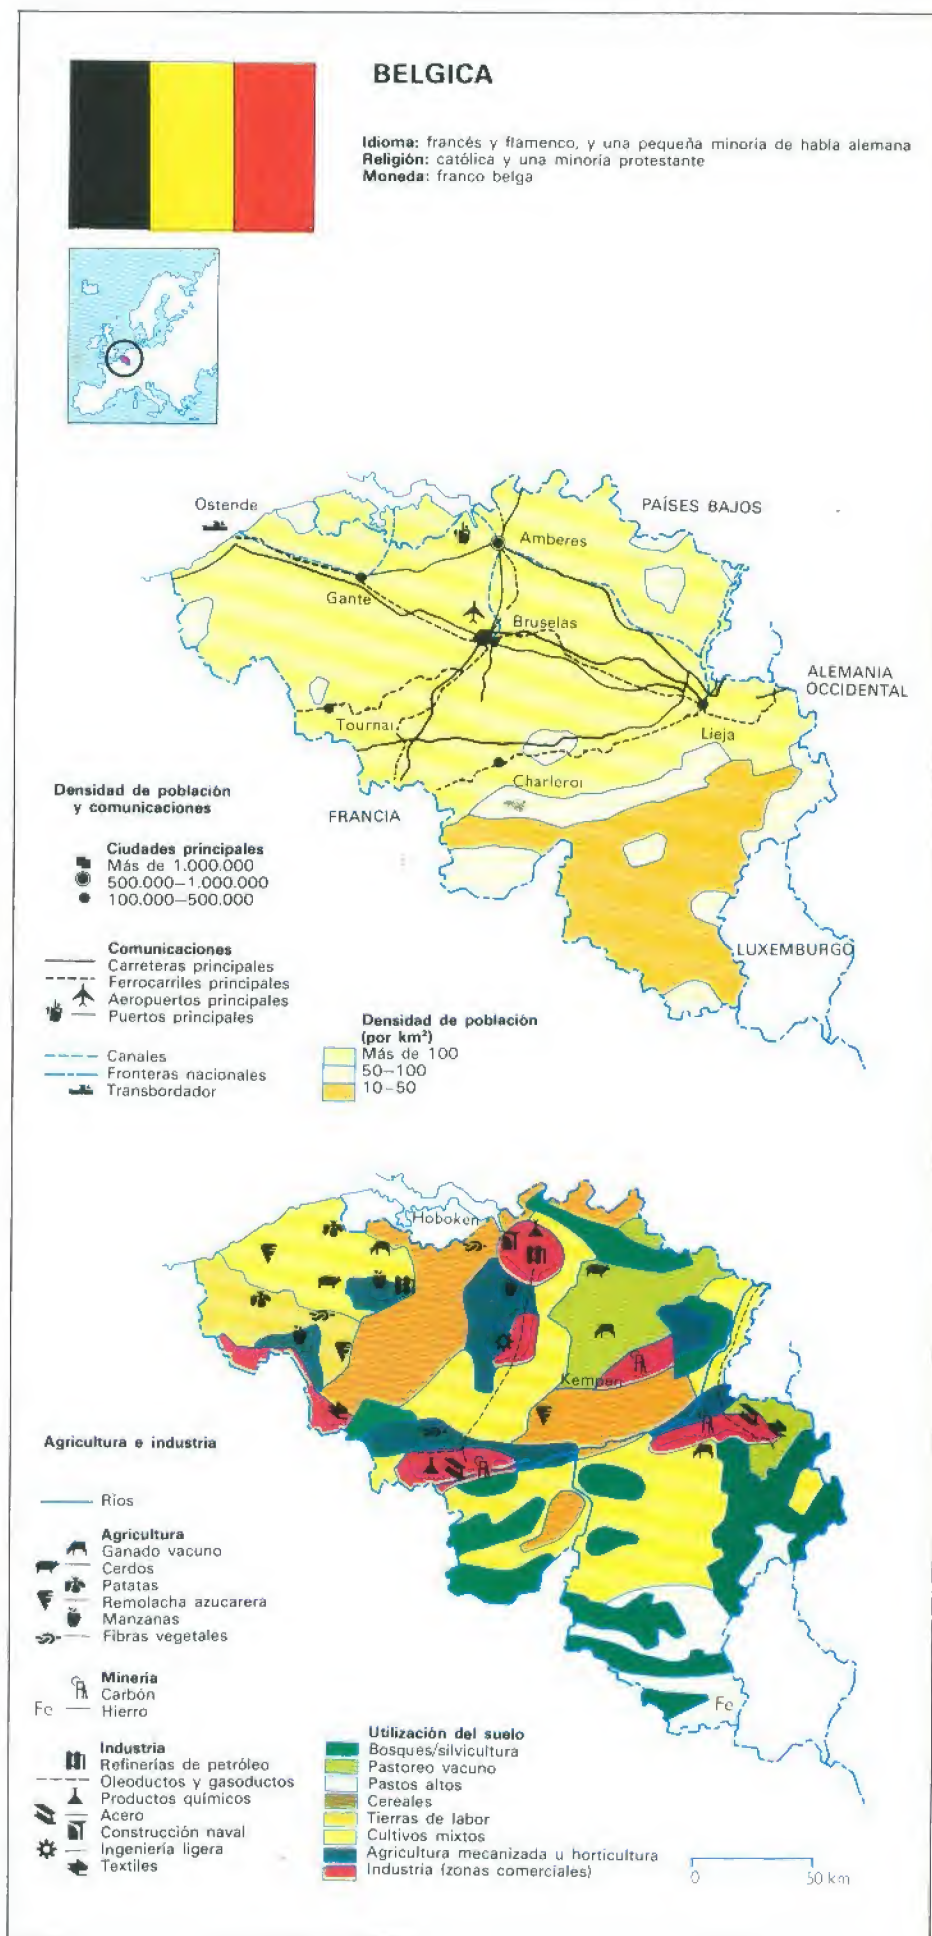 BELGICA
Idioma: francés y flamenco, y una pequeña minoría de habla alemana
Religión: católica y una minoría protestante
Moneda: franco belga
Ostende
PAÍSES BAJOS
Amberes
Gante
Bruselas
ALEMANIA
OCCIDENTAL
Tournai
Lieja
Charleroi
FRANCIA
LUXEMBURGO
Densidad de población
y comunicaciones
Ciudades principales
Más de 1.000.000
500.000—1.000.000
100.000—500.000
Comunicaciones
Carreteras principales
Ferrocarriles principales
Aeropuertos principales
Puertos principales
Canales
Fronteras nacionales
Transbordador
Densidad de población
(por km²)
Más de 100
50—100
10-50
Hoboken
Kempen
Fe
Agricultura e industria
Ríos
Agricultura
Ganado vacuno
Cerdos
Patatas
Remolacha azucarera
Manzanas
Fibras vegetales
Minería
Carbón
Fe Hierro
Industria
Refinerías de petróleo
Oleoductos y gasoductos
Productos químicos
Acero
Construcción naval
Ingeniería ligera
Textiles
Utilización del suelo
Bosques/silvicultura
Pastoreo vacuno
Pastos altos
Cereales
Tierras de labor
Cultivos mixtos
Agricultura mecanizada u horticultura
Industria (zonas comerciales)
0 50 km